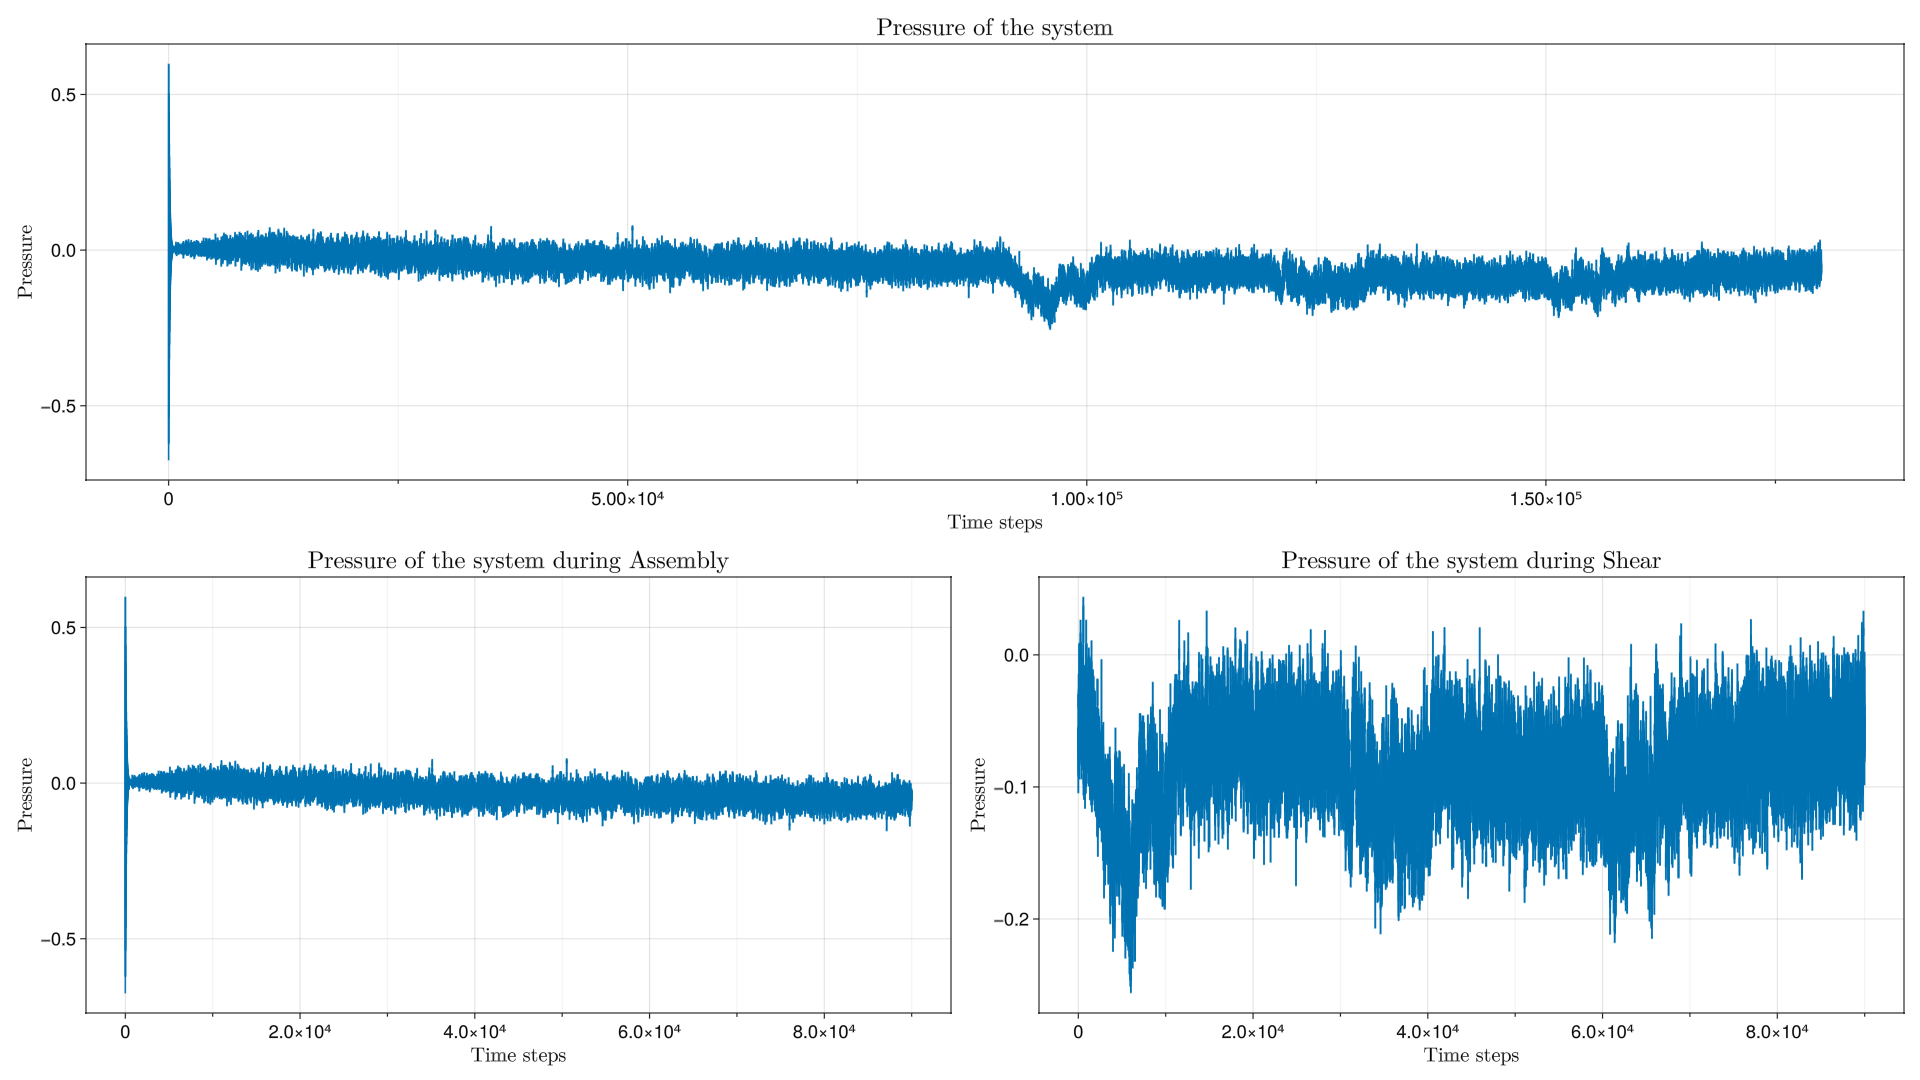 Pressure of the system
Pressure
0.5
0.0
−0.5
0
5.00×10⁴
1.00×10⁵
1.50×10⁵
Time steps
Pressure of the system during Assembly
Pressure
0.5
0.0
−0.5
0
2.0×10⁴
4.0×10⁴
6.0×10⁴
8.0×10⁴
Time steps
Pressure of the system during Shear
Pressure
0.0
−0.1
−0.2
0
2.0×10⁴
4.0×10⁴
6.0×10⁴
8.0×10⁴
Time steps